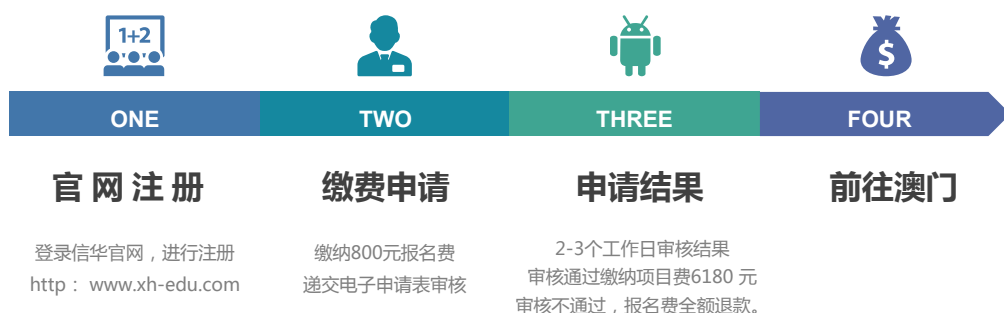 1+2
$
ONE
TWO
THREE
FOUR
官网注册
缴费申请
申请结果
前往澳门
登录信华官网，进行注册
http： www.xh-edu.com
缴纳800元报名费
递交电子申请表审核
2-3个工作日审核结果
审核通过缴纳项目费6180 元
审核不通过，报名费全额退款。